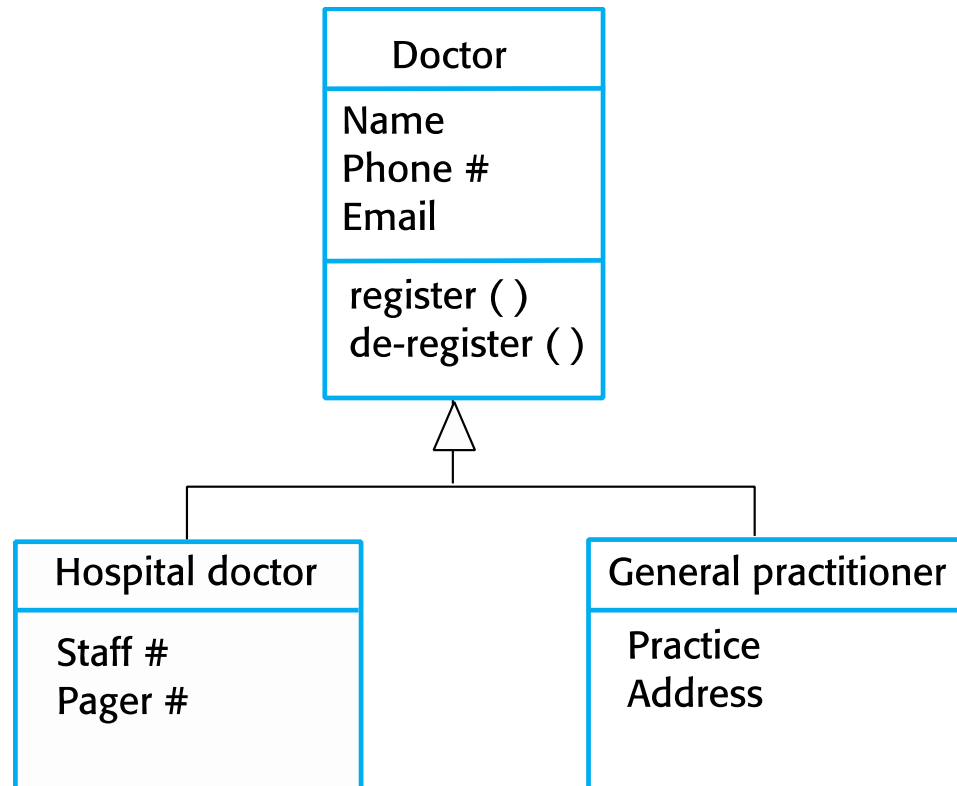 Doctor
Name
Phone #
Email
register ( )
de-register ( )
Hospital doctor
Staff #
Pager #
General practitioner
Practice
Address